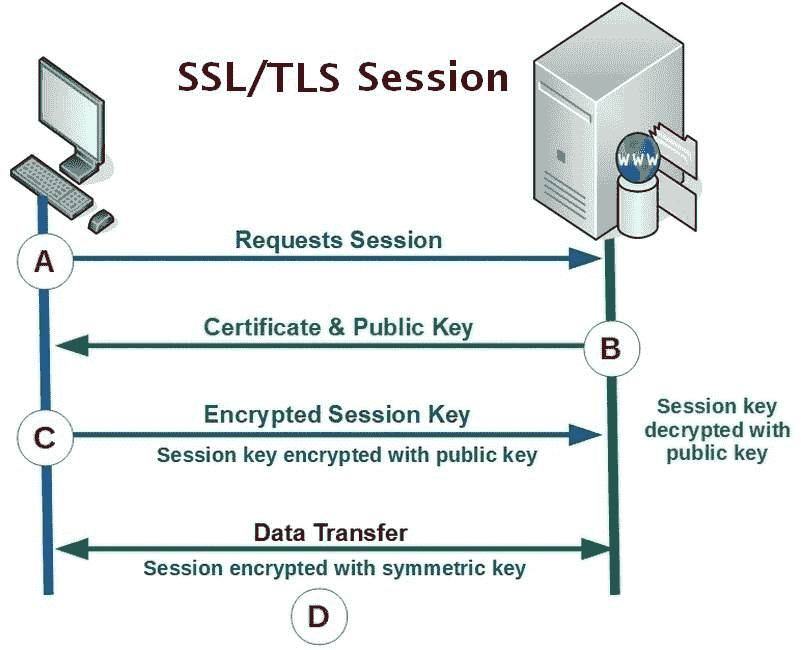 SSL/TLS Session
www
Requests Session
A
Certificate & Public Key
B
Encrypted Session Key
C
Session key encrypted with public key
Session key
decrypted with
public key
Data Transfer
Session encrypted with symmetric key
D